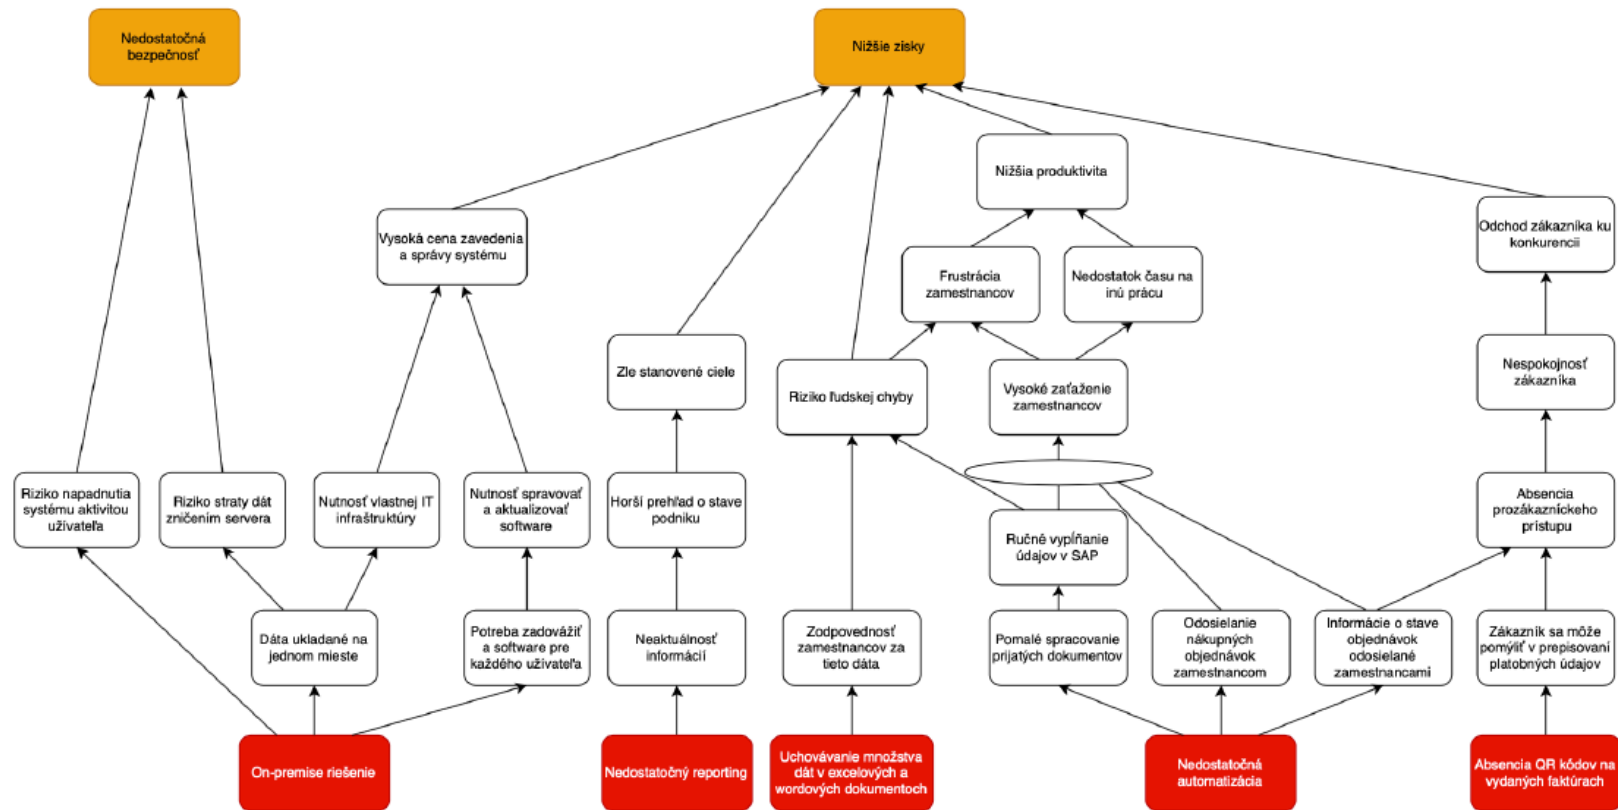 Nedostatočná
bezpečnosť
Nižšie zisky
Nižšia produktivita
Vysoká cena zavedenia
a správy systému
Odchod zákazníka ku
konkurencii
Frustrácia
zamestnancov
Nedostatok času na
inú prácu
Zle stanovené ciele
Riziko ľudskej chyby
Vysoké zaťaženie
zamestnancov
Nespokojnosť
zákazníka
Riziko napadnutia
systému aktivitou
užívateľa
Riziko straty dát
zničením servera
Nutnosť vlastnej IT
infraštruktúry
Nutnosť spravovať
a aktualizovať
software
Horší prehľad o stave
podniku
Ručné vypĺňanie
údajov v SAP
Absencia
prozákazníckeho
prístupu
Dáta ukladané na
jednom mieste
Potreba zadovážiť
a software pre
každého užívateľa
Neaktuálnosť
informácií
Zodpovednosť
zamestnancov za
tieto dáta
Pomalé spracovanie
prijatých dokumentov
Odosielanie
nákupných
objednávok
zamestnancom
Informácie o stave
objednávok
odosielané
zamestnancami
Zákazník sa môže
pomýliť v prepisovaní
platobných údajov
On-premise riešenie
Nedostatočný reporting
Uchovávanie množstva
dát v excelových a
wordových dokumentoch
Nedostatočná
automatizácia
Absencia QR kódov na
vydaných faktúrach